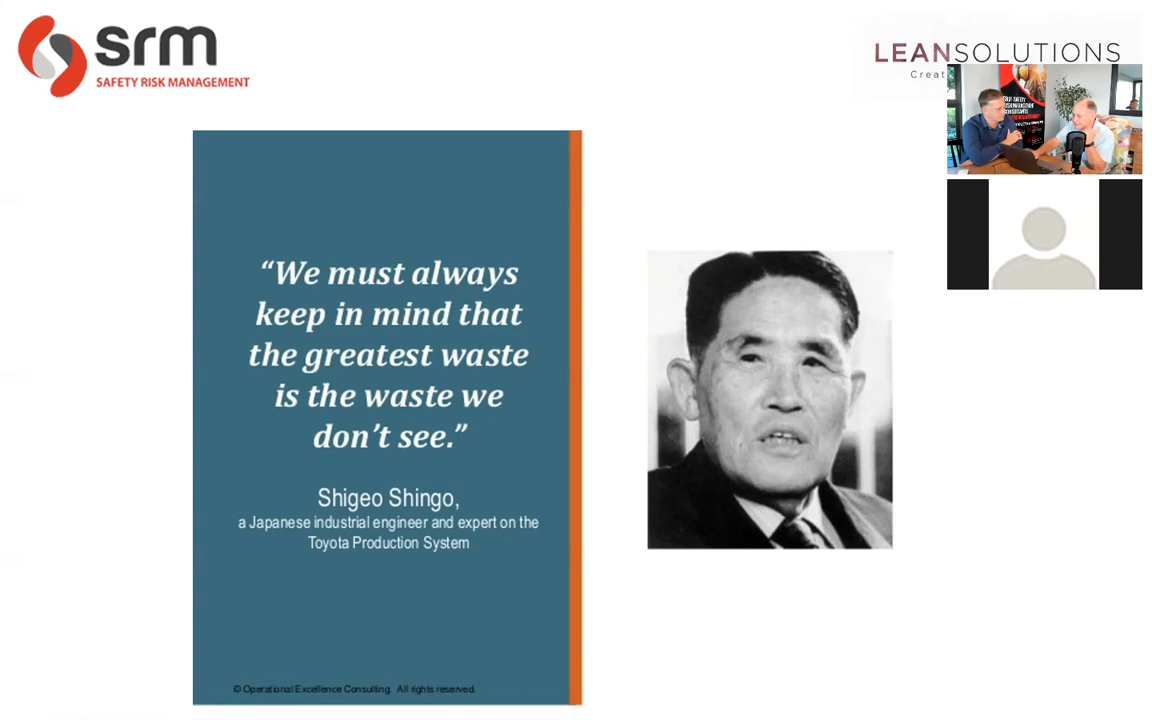 srm
SAFETY RISK MANAGEMENT
LEANSOLUTIONS
Creat
“We must always
keep in mind that
the greatest waste
is the waste we
don’t see.”
Shigeo Shingo,
a Japanese industrial engineer and expert on the
Toyota Production System
© Operational Excellence Consulting. All rights reserved.